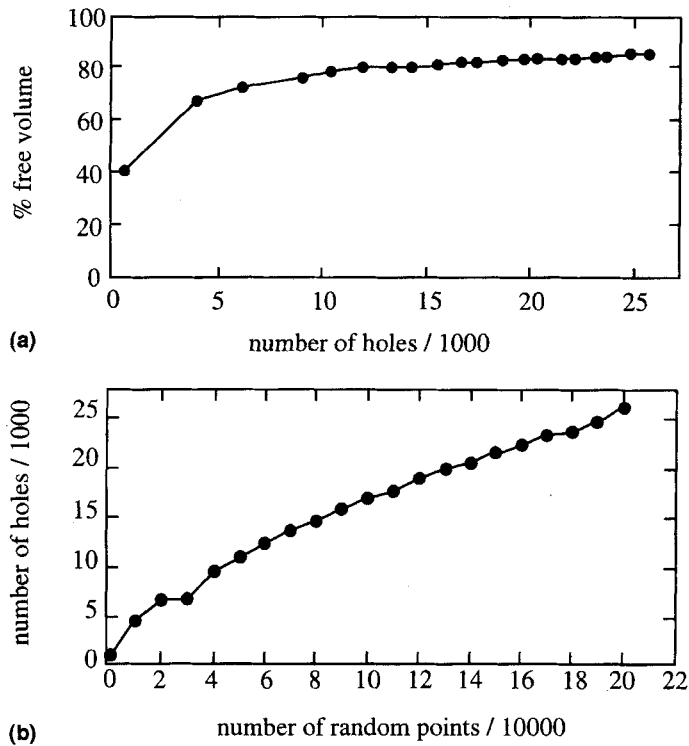 100
80
60
40
20
0
% free volume
0 5 10 15 20 25
(a)
number of holes / 1000
25
20
15
10
5
0
number of holes / 1000
0 2 4 6 8 10 12 14 16 18 20 22
(b)
number of random points / 10000